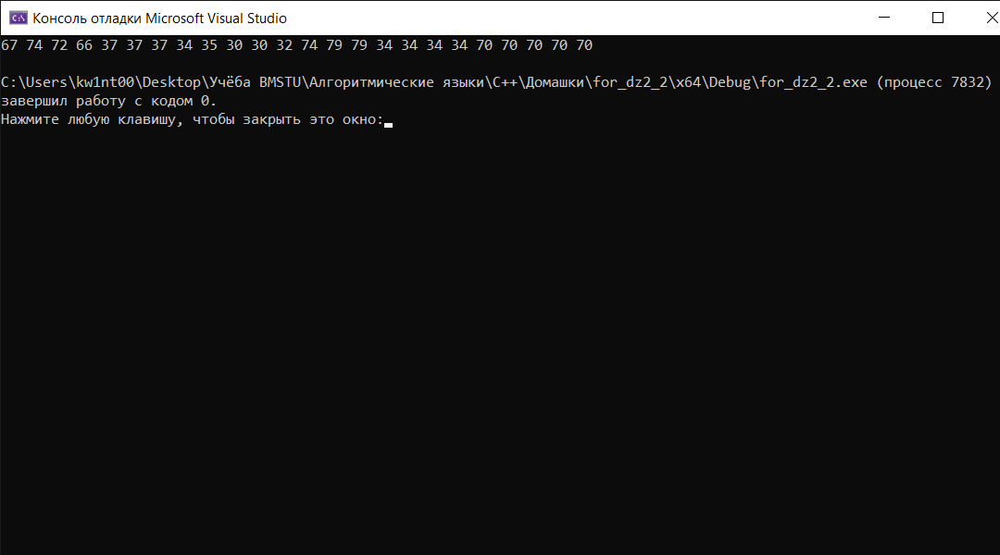 Консоль отладки Microsoft Visual Studio
67 74 72 66 37 37 37 34 35 30 30 32 74 79 79 34 34 34 34 70 70 70 70 70
C:\Users\kw1nt00\Desktop\Учёба BMSTU\Алгоритмические языки\C++\Домашки\for_dz2_2\x64\Debug\for_dz2_2.exe (процесс 7832)
завершил работу с кодом 0.
Нажмите любую клавишу, чтобы закрыть это окно: